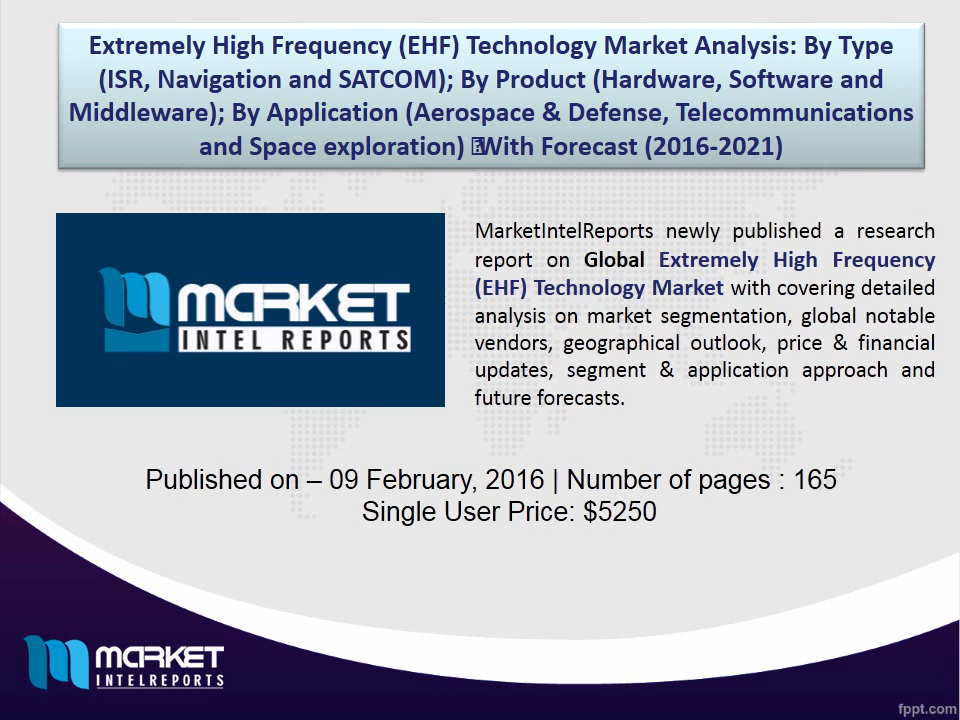 Extremely High Frequency (EHF) Technology Market Analysis: By Type
(ISR, Navigation and SATCOM); By Product (Hardware, Software and
Middleware); By Application (Aerospace & Defense, Telecommunications
and Space exploration) With Forecast (2016-2021)
MARKET
INTEL REPORTS
MarketIntelReports newly published a research
report on Global Extremely High Frequency
(EHF) Technology Market with covering detailed
analysis on market segmentation, global notable
vendors, geographical outlook, price & financial
updates, segment & application approach and
future forecasts.
Published on – 09 February, 2016 | Number of pages : 165
Single User Price: $5250
MARKET
INTELREPORTS
fppt.com